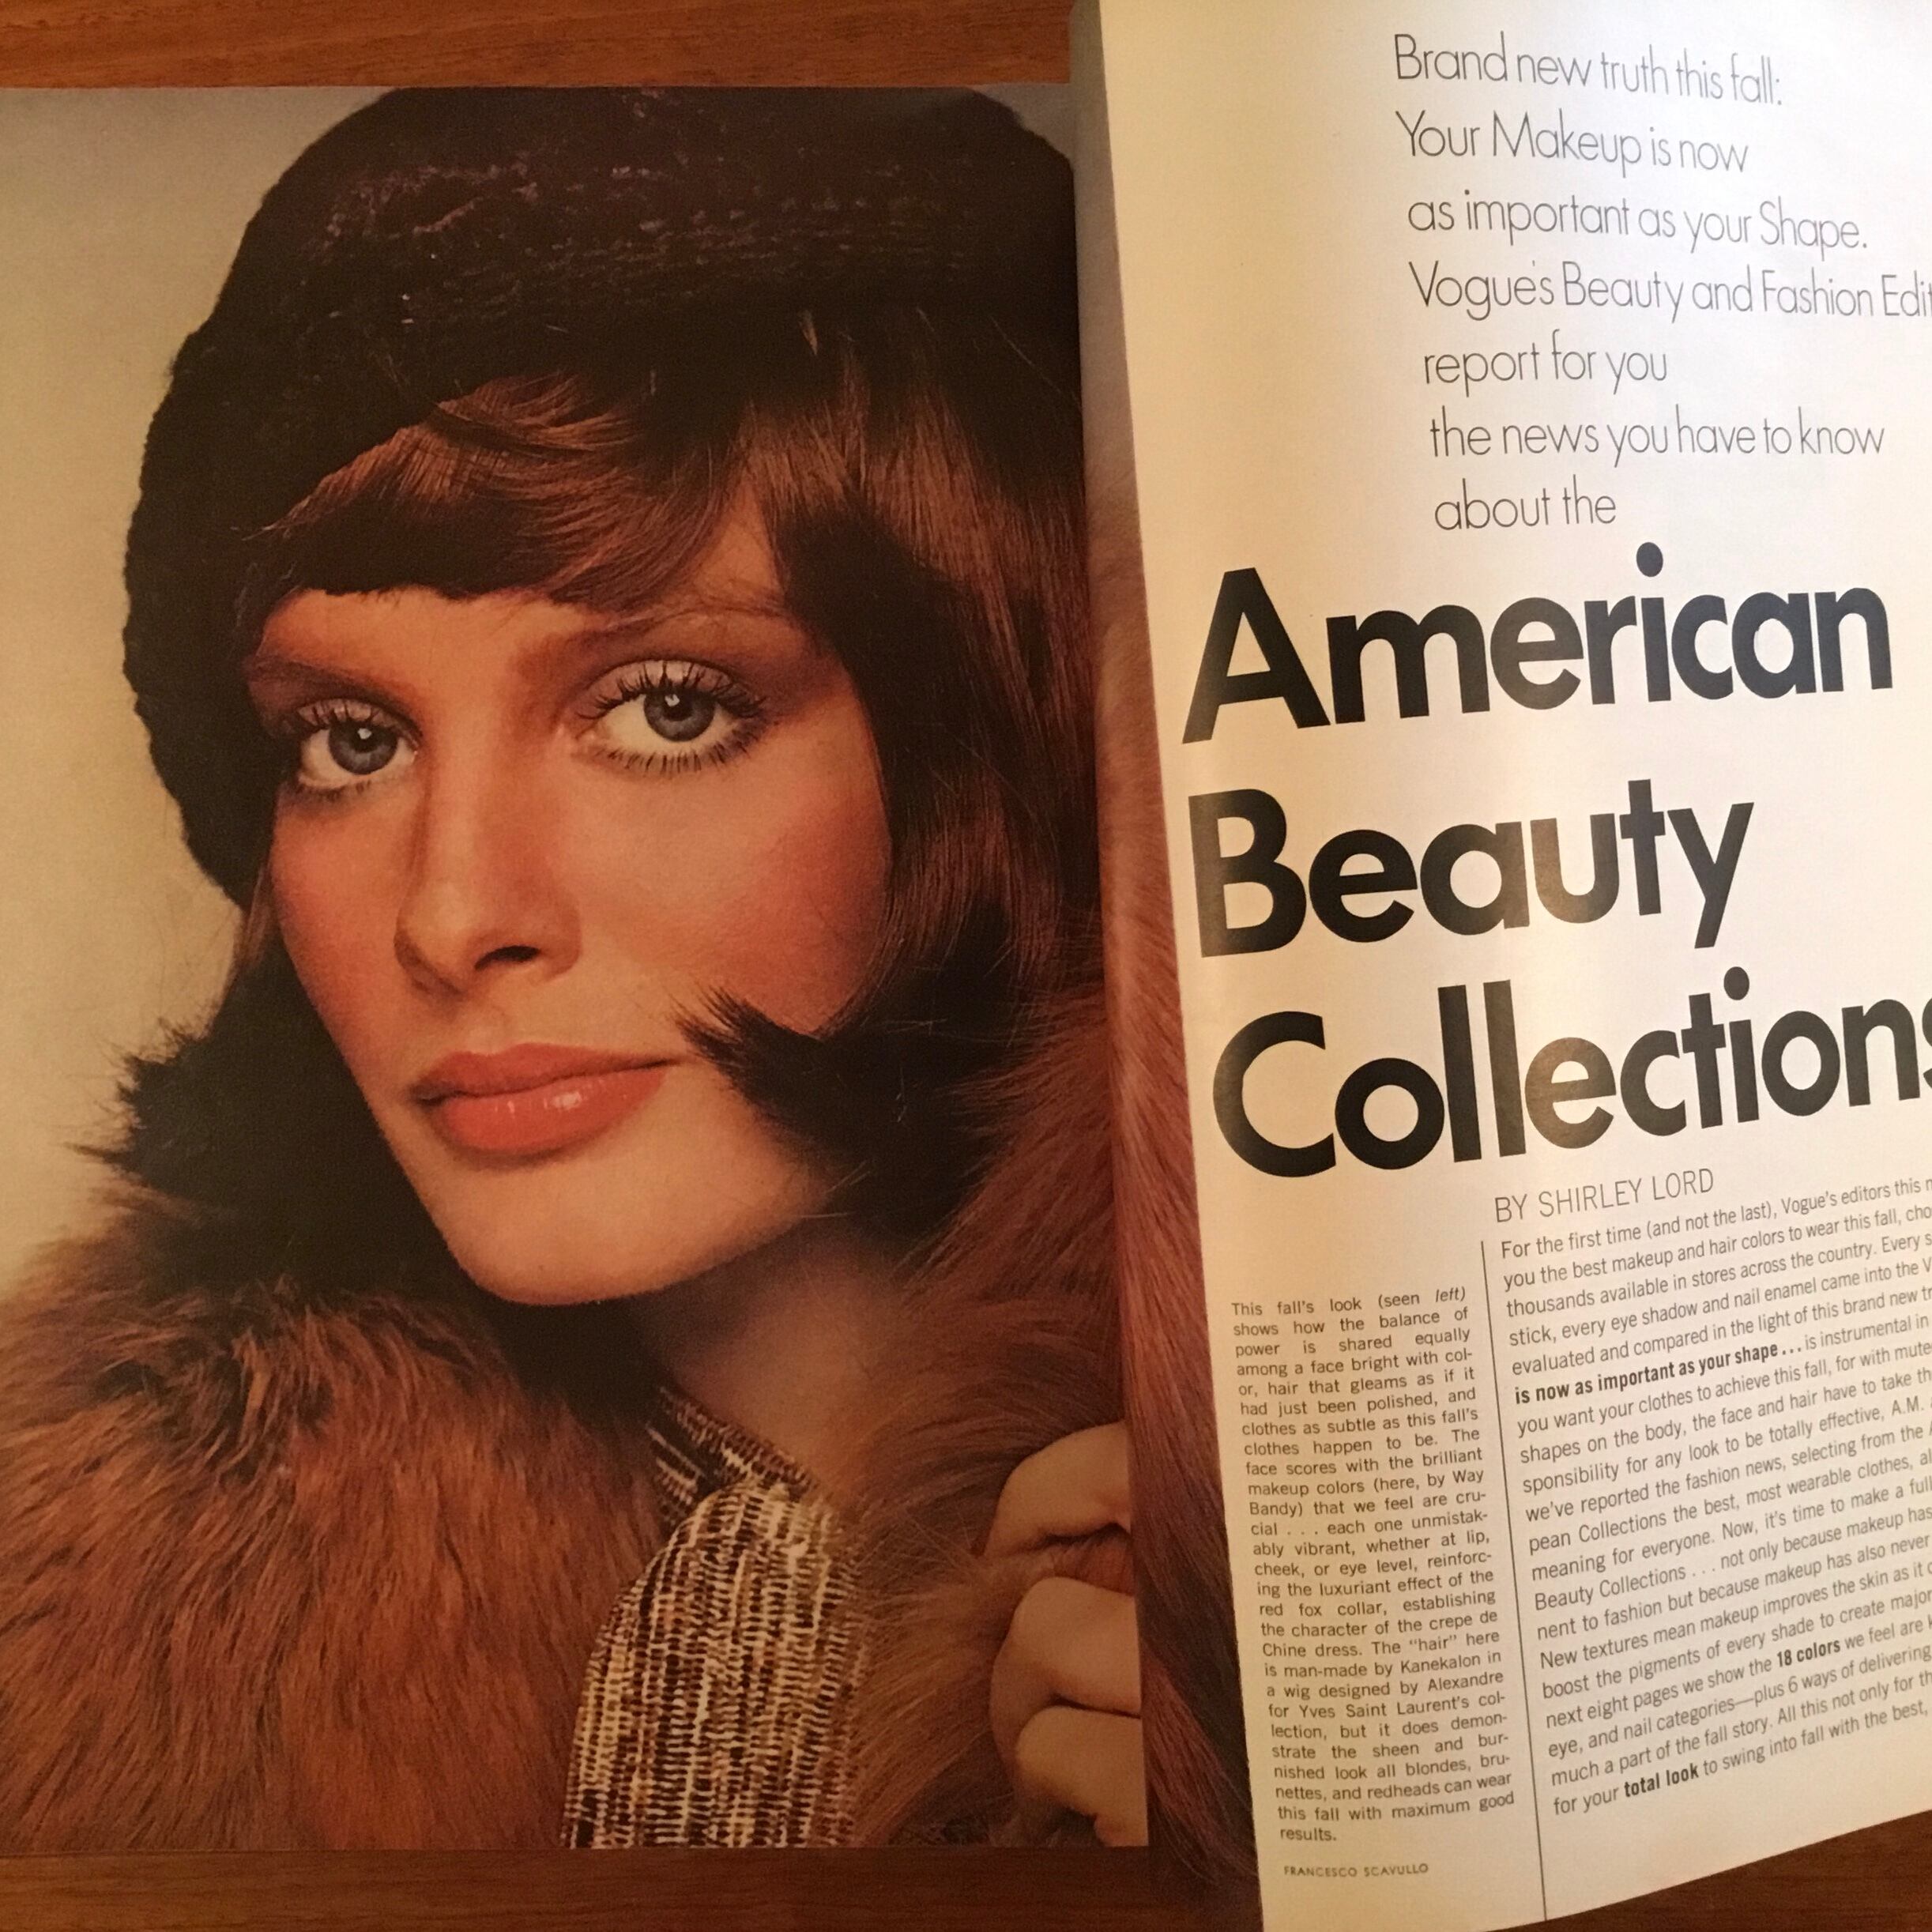 Brand new truth this fall:
Your Makeup is now
as important as your Shape.
Vogue's Beauty and Fashion
report for you
the news you have to know
about the
American
Beauty
Collections
BY SHIRLEY LORD
This fall's look (seen left)
shows how the balance of
power is shared equally
among a face bright with col-
or, hair that gleams as if it
had just been polished, and
clothes as subtle as this fall's
clothes happen to be. The
face scores with the brilliant
makeup colors (here, by Way
Bandy) that we feel are cru-
cial . . . each one unmistak-
ably vibrant, whether at lip,
cheek, or eye level, reinforc-
ing the luxuriant effect of the
red fox collar, establishing
the character of the crepe de
Chine dress. The "hair" here
is man-made by Kanekalon in
a wig designed by Alexandre
for Yves Saint Laurent's col-
lection, but it does demon-
strate the sheen and bur-
nished look all blondes, bru-
nettes, and redheads can wear
this fall with maximum good
results.
FRANCESCO SCAVULLO
For the first time (and not the last), Vogue's editors this
you the best makeup and hair colors to wear this fall,
thousands available in stores across the country. Every
stick, every eye shadow and nail enamel came into the
evaluated and compared in the light of this brand new
is now as important as your shape . . . is instrumental in
you want your clothes to achieve this fall, for with
shapes on the body, the face and hair have to take
sponsibility for any look to be totally effective, A.M.
we've reported the fashion news, selecting from the
pean Collections the best, most wearable clothes,
meaning for everyone. Now, it's time to make a
Beauty Collections . . . not only because makeup has
nent to fashion but because makeup has also never
New textures mean makeup improves the skin as it
boost the pigments of every shade to create major
next eight pages we show the 18 colors we feel are
eye, and nail categories—plus 6 ways of delivering
much a part of the fall story. All this not only for
for your total look to swing into fall with the best,